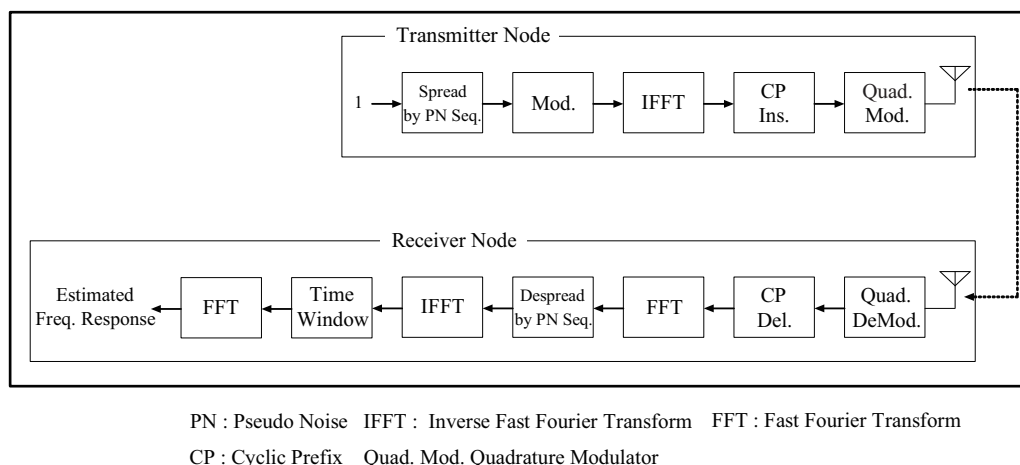 Transmitter Node
1
Spread
by PN Seq.
Mod.
IFFT
CP
Ins.
Quad.
Mod.
Receiver Node
Estimated
Freq. Response
FFT
Time
Window
IFFT
Despread
by PN Seq.
FFT
CP
Del.
Quad.
DeMod.
PN : Pseudo Noise IFFT : Inverse Fast Fourier Transform FFT : Fast Fourier Transform
CP : Cyclic Prefix Quad. Mod. Quadrature Modulator